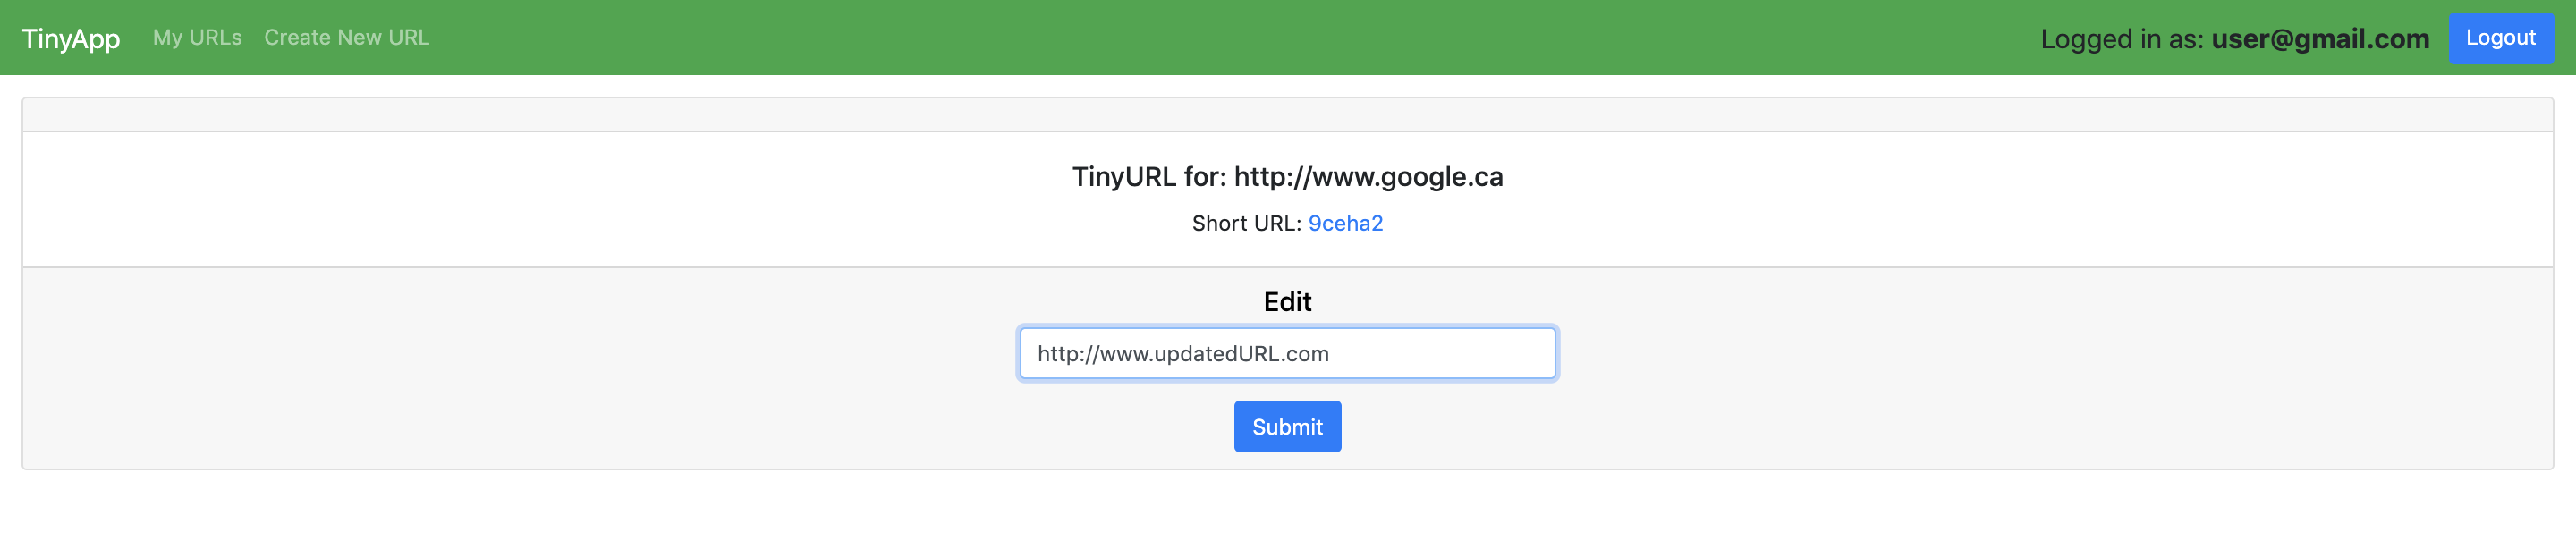 TinyApp My URLs Create New URL Logged in as: user@gmail.com Logout
TinyURL for: http://www.google.ca
Short URL: 9ceha2
Edit
http://www.updatedURL.com
Submit